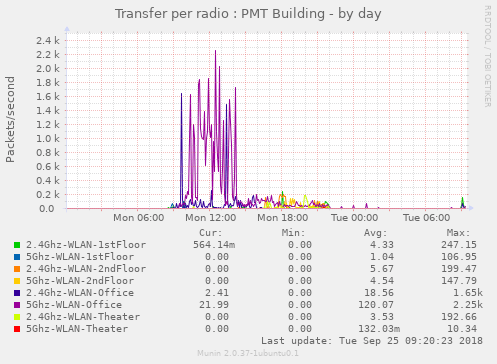 Transfer per radio : PMT Building - by day
RRDTOOL / TOBI OETIKER
Packets/second
2.4 k
2.2 k
2.0 k
1.8 k
1.6 k
1.4 k
1.2 k
1.0 k
0.8 k
0.6 k
0.4 k
0.2 k
0.0
Mon 06:00 Mon 12:00 Mon 18:00 Tue 00:00 Tue 06:00
Cur: Min: Avg: Max:
2.4Ghz-WLAN-1stFloor 564.14m 0.00 4.33 247.15
5Ghz-WLAN-1stFloor 0.00 0.00 1.04 106.95
2.4Ghz-WLAN-2ndFloor 0.00 0.00 5.67 199.47
5Ghz-WLAN-2ndFloor 0.00 0.00 4.54 147.79
2.4Ghz-WLAN-Office 2.41 0.00 18.56 1.65k
5Ghz-WLAN-Office 21.99 0.00 120.07 2.25k
2.4Ghz-WLAN-Theater 0.00 0.00 3.53 192.66
5Ghz-WLAN-Theater 0.00 0.00 132.03m 10.34
Last update: Tue Sep 25 09:20:23 2018
Munin 2.0.37-1ubuntu0.1